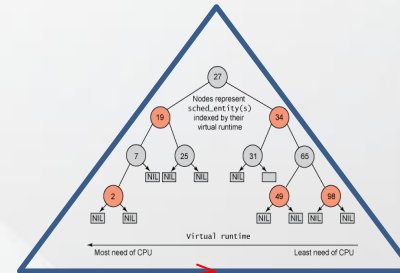 27
Nodes represent
sched_entity(s)
indexed by their
virtual runtime
19
34
7
25
31
65
NIL NIL NIL NIL
2
49
98
NIL NIL NIL NIL NIL NIL
Virtual runtime
Most need of CPU Least need of CPU